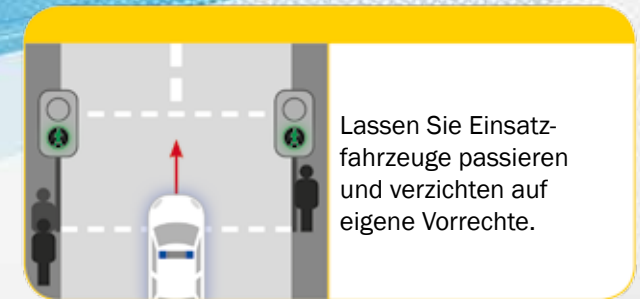 Lassen Sie Einsatz-
fahrzeuge passieren
und verzichten auf
eigene Vorrechte.